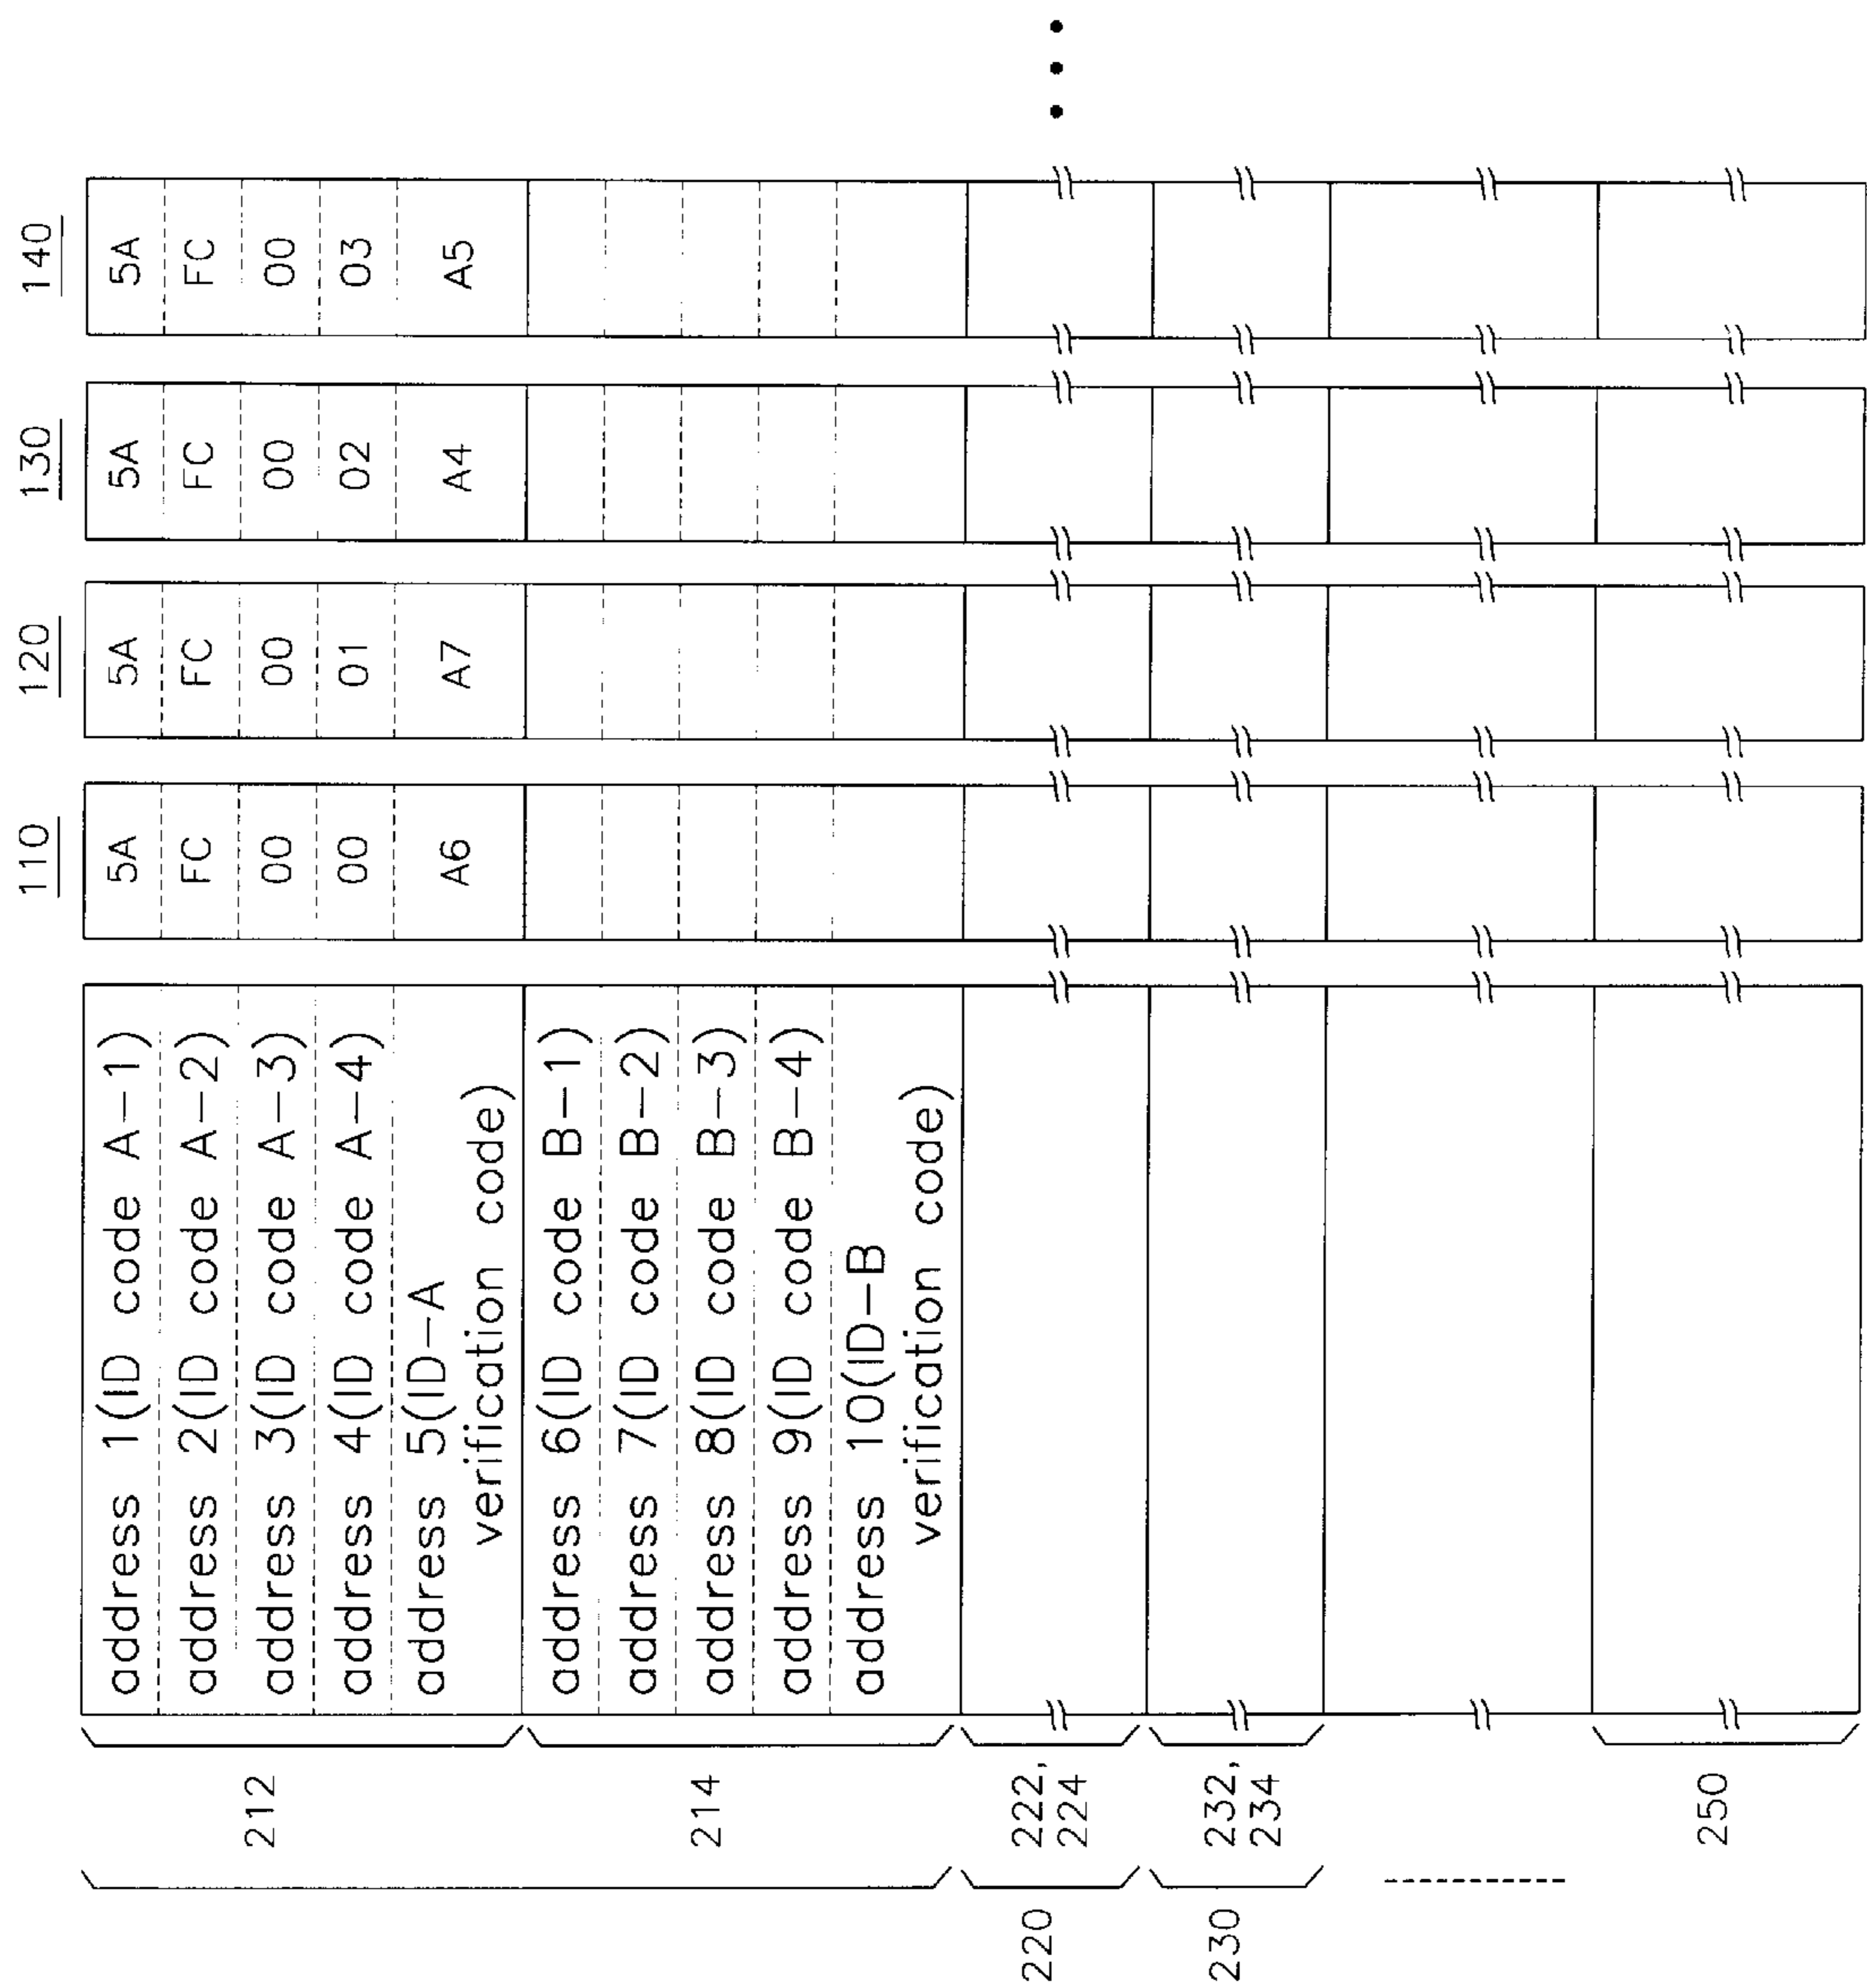 110
120
130
140
address 1(ID code A-1) 5A 5A 5A 5A
address 2(ID code A-2) FC FC FC FC
address 3(ID code A-3) 00 00 00 00
address 4(ID code A-4) 00 01 02 03
address 5(ID-A
verification code) A6 A7 A4 A5
address 6(ID code B-1)
address 7(ID code B-2)
address 8(ID code B-3)
address 9(ID code B-4)
address 10(ID-B
verification code)
212
214
220
222,
224
230
232,
234
250